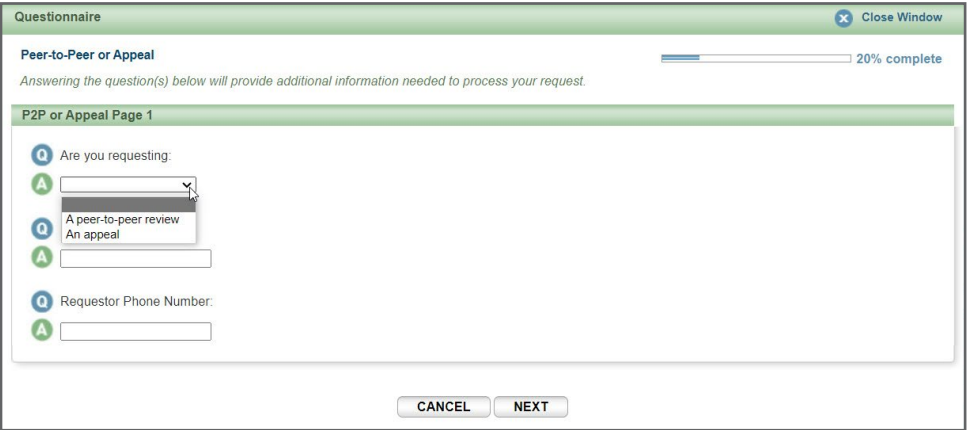 Questionnaire
X Close Window
Peer-to-Peer or Appeal
20% complete
Answering the question(s) below will provide additional information needed to process your request.
P2P or Appeal Page 1
Q Are you requesting:
A
A peer-to-peer review
An appeal
Q
A
Q Requestor Phone Number:
A
CANCEL NEXT